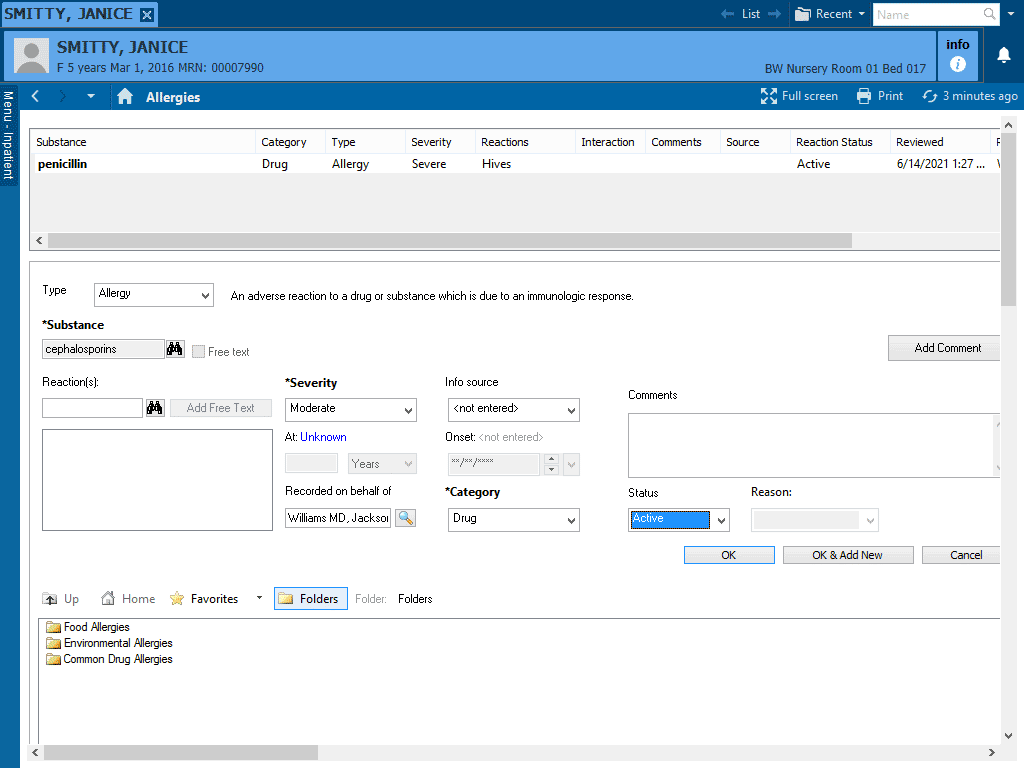 SMITTY, JANICE
List
Recent
Name
SMITTY, JANICE
F 5 years Mar 1, 2016 MRN: 00007990
BW Nursery Room 01 Bed 017
info
Menu - Inpatient
Allergies
Full screen
Print
3 minutes ago
Substance Category Type Severity Reactions Interaction Comments Source Reaction Status Reviewed
penicillin Drug Allergy Severe Hives Active 6/14/2021 1:27 ...
Type
Allergy
An adverse reaction to a drug or substance which is due to an immunologic response.
*Substance
cephalosporins
Free text
Add Comment
Reaction(s):
Add Free Text
*Severity
Moderate
Info source
<not entered>
Comments
At: Unknown
Years
Onset: <not entered>
**/**/****
Recorded on behalf of
Williams MD, Jackson
*Category
Drug
Status
Active
Reason:
OK
OK & Add New
Cancel
Up
Home
Favorites
Folders
Folder: Folders
Food Allergies
Environmental Allergies
Common Drug Allergies